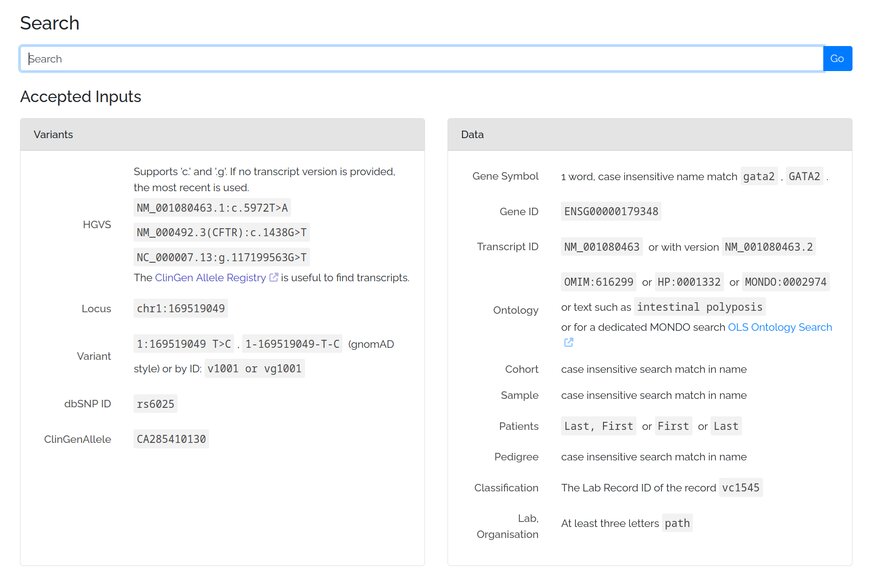 Search
Search
Go
Accepted Inputs
Variants
Supports 'c.' and '.g'. If no transcript version is provided,
the most recent is used.
HGVS
NM_001080463.1:c.5972T>A
NM_000492.3(CFTR):c.1438G>T
NC_000007.13:g.117199563G>T
The ClinGen Allele Registry is useful to find transcripts.
Locus
chr1:169519049
Variant
1:169519049 T>C , 1-169519049-T-C (gnomAD
style) or by ID: v1001 or vg1001
dbSNP ID
rs6025
ClinGenAllele
CA285410130
Data
Gene Symbol
1 word, case insensitive name match gata2 , GATA2 .
Gene ID
ENSG00000179348
Transcript ID
NM_001080463 or with version NM_001080463.2
Ontology
OMIM:616299 or HP:0001332 or MONDO:0002974
or text such as intestinal polyposis
or for a dedicated MONDO search OLS Ontology Search
Cohort
case insensitive search match in name
Sample
case insensitive search match in name
Patients
Last, First or First or Last
Pedigree
case insensitive search match in name
Classification
The Lab Record ID of the record vc1545
Lab,
Organisation
At least three letters path